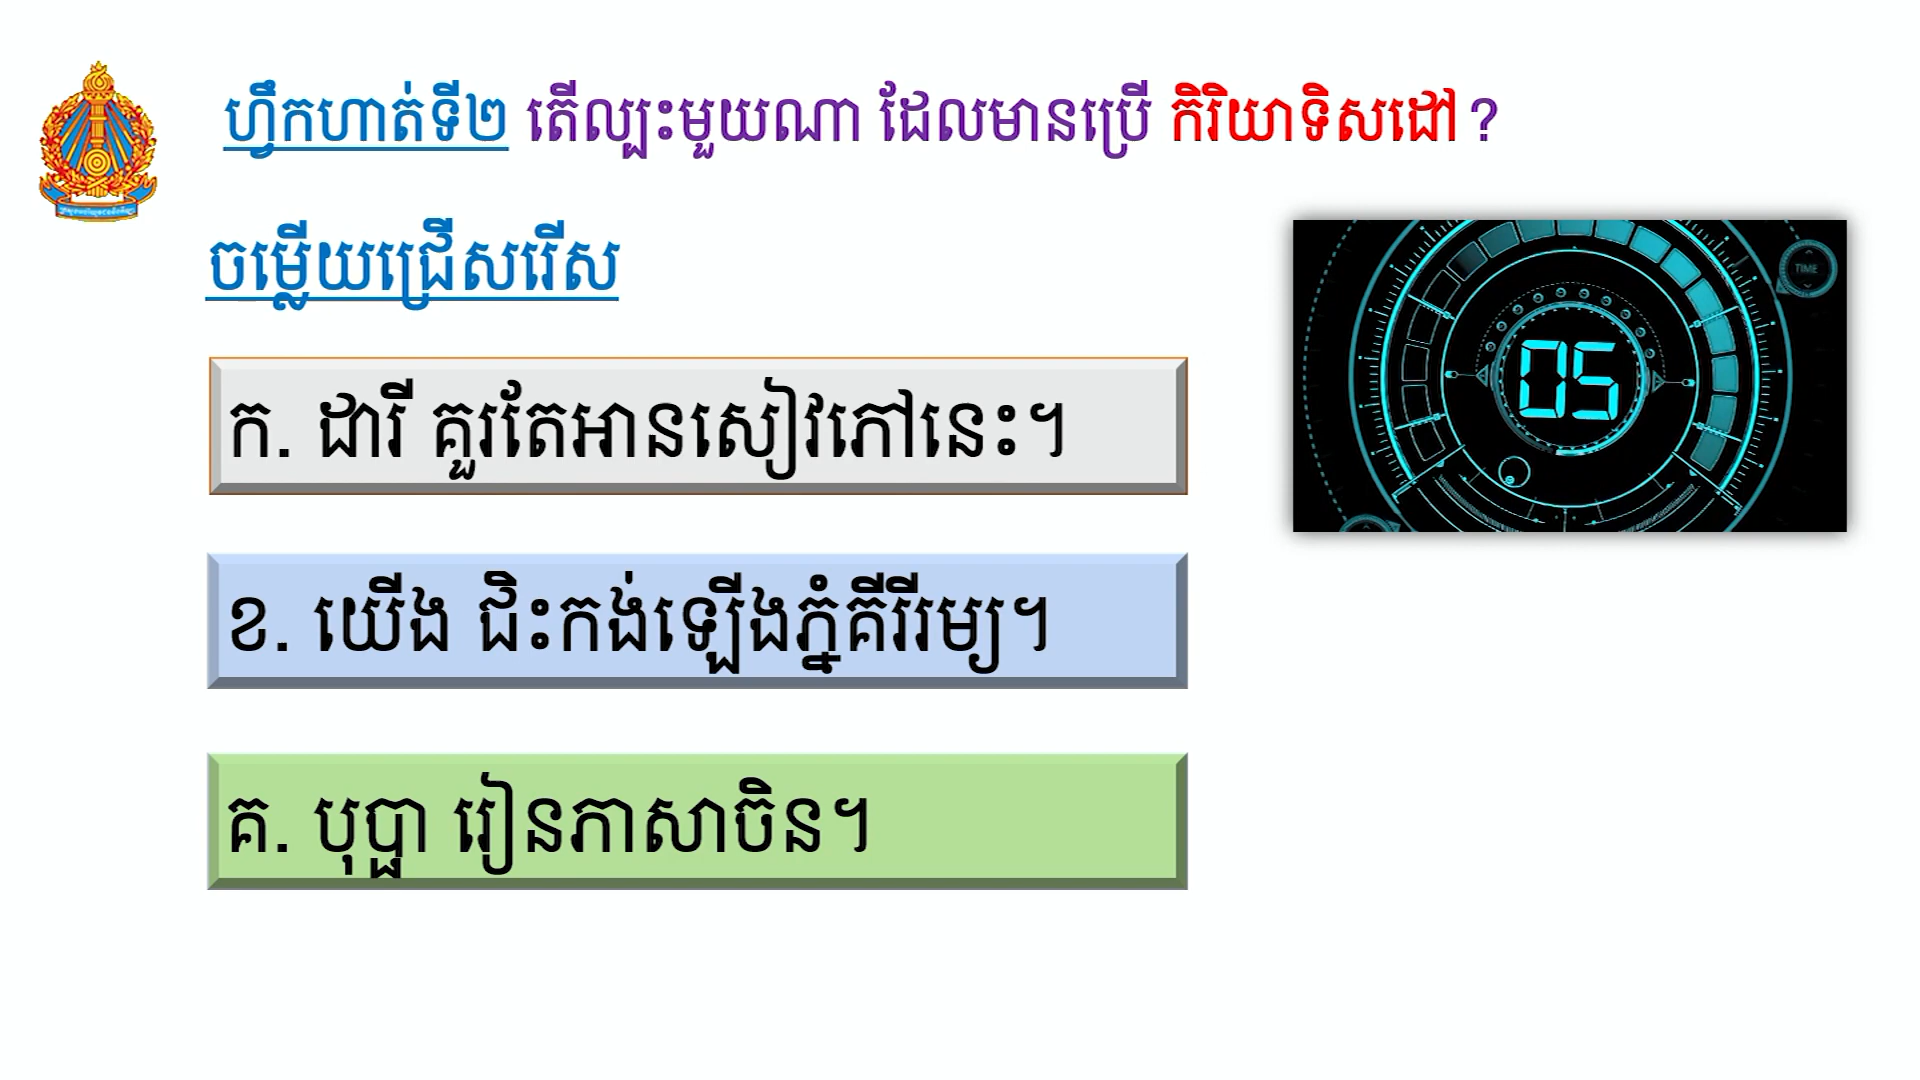 ហ្វឹកហាត់ទី២ តើល្បះមួយណា ដែលមានប្រើ កិរិយាទិសដៅ?
ចម្លើយជ្រើសរើស
ក. ដារី គួរតែអានសៀវភៅនេះ។
ខ. យើង ជិះកង់ឡើងភ្នំគីរីរម្យ។
គ. បុប្ផា រៀនភាសាចិន។
TIME
05